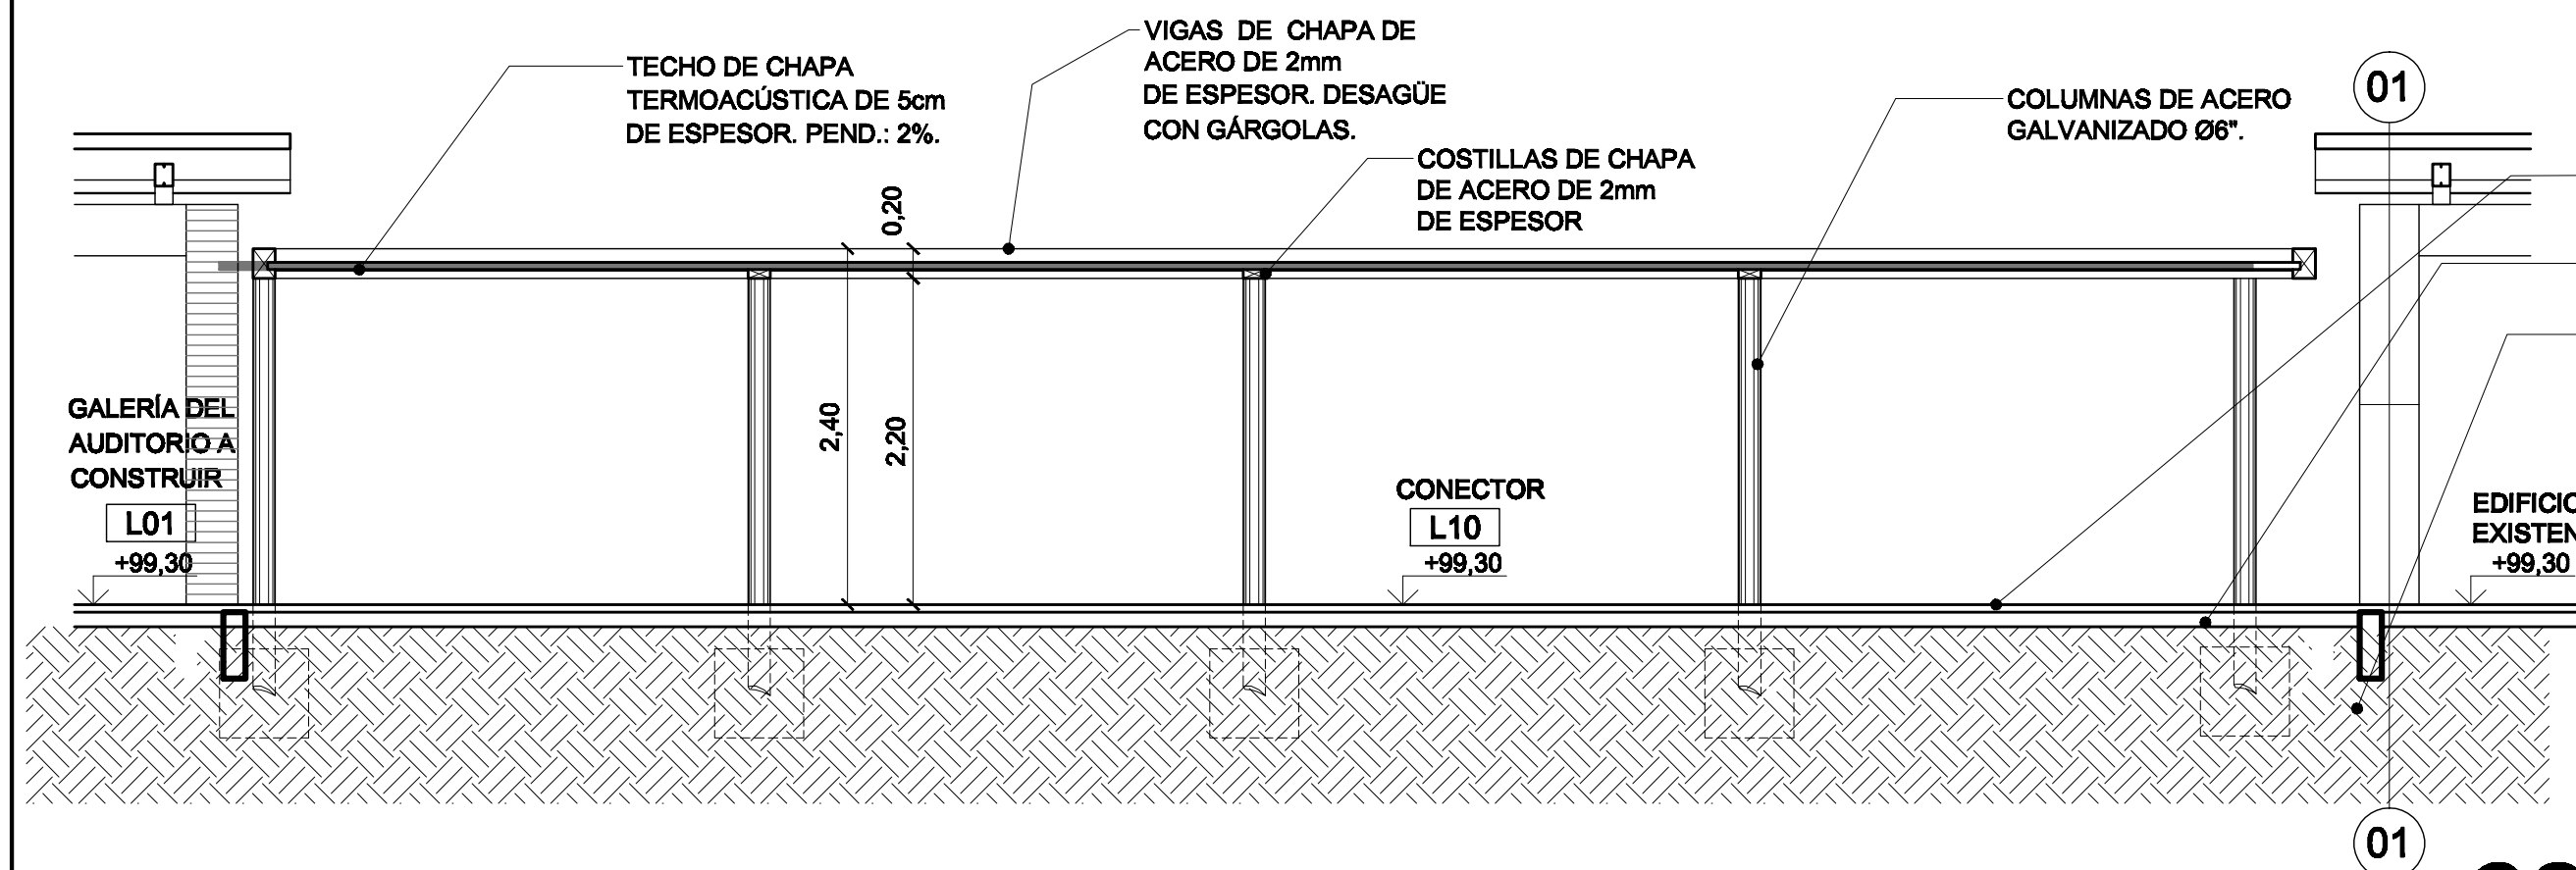 TECHO DE CHAPA
TERMOACÚSTICA DE 5cm
DE ESPESOR. PEND.: 2%.
VIGAS DE CHAPA DE
ACERO DE 2mm
DE ESPESOR. DESAGÜE
CON GÁRGOLAS.
COSTILLAS DE CHAPA
DE ACERO DE 2mm
DE ESPESOR
COLUMNAS DE ACERO
GALVANIZADO Ø6".
01
0,20
2,40
2,20
GALERÍA DEL
AUDITORIO A
CONSTRUIR
L01
+99,30
CONECTOR
L10
+99,30
EDIFICIO
EXISTEN
+99,30
01